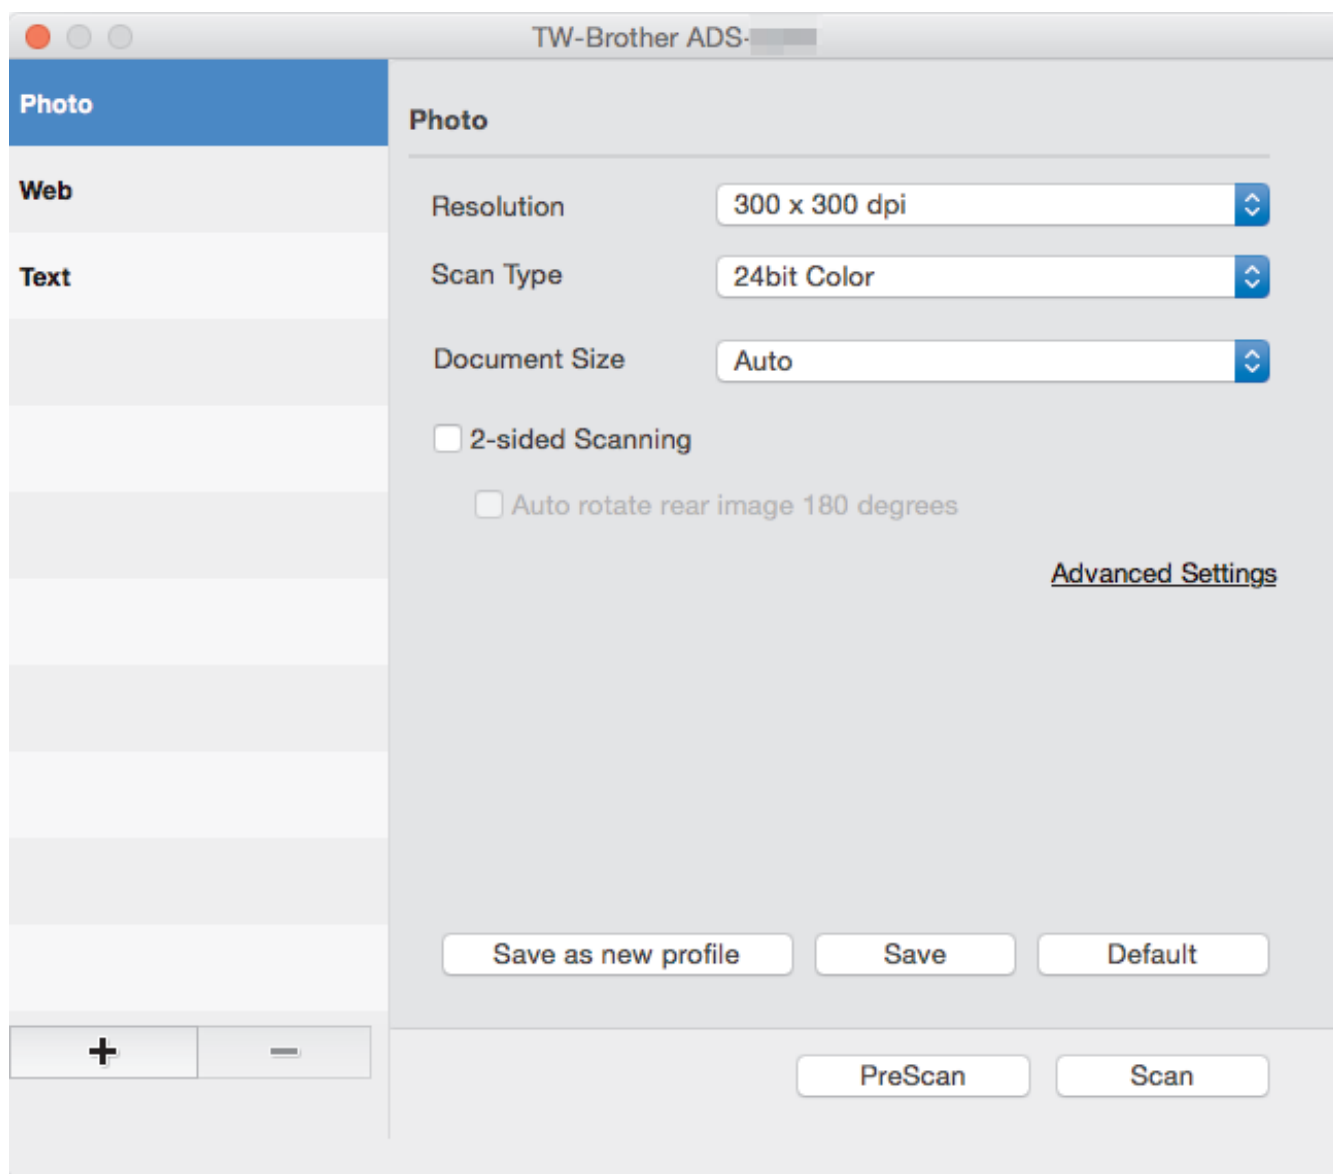 TW-Brother ADS-
Photo
Web
Text
Photo
Resolution
300 x 300 dpi
Scan Type
24bit Color
Document Size
Auto
2-sided Scanning
Auto rotate rear image 180 degrees
Advanced Settings
Save as new profile
Save
Default
PreScan
Scan